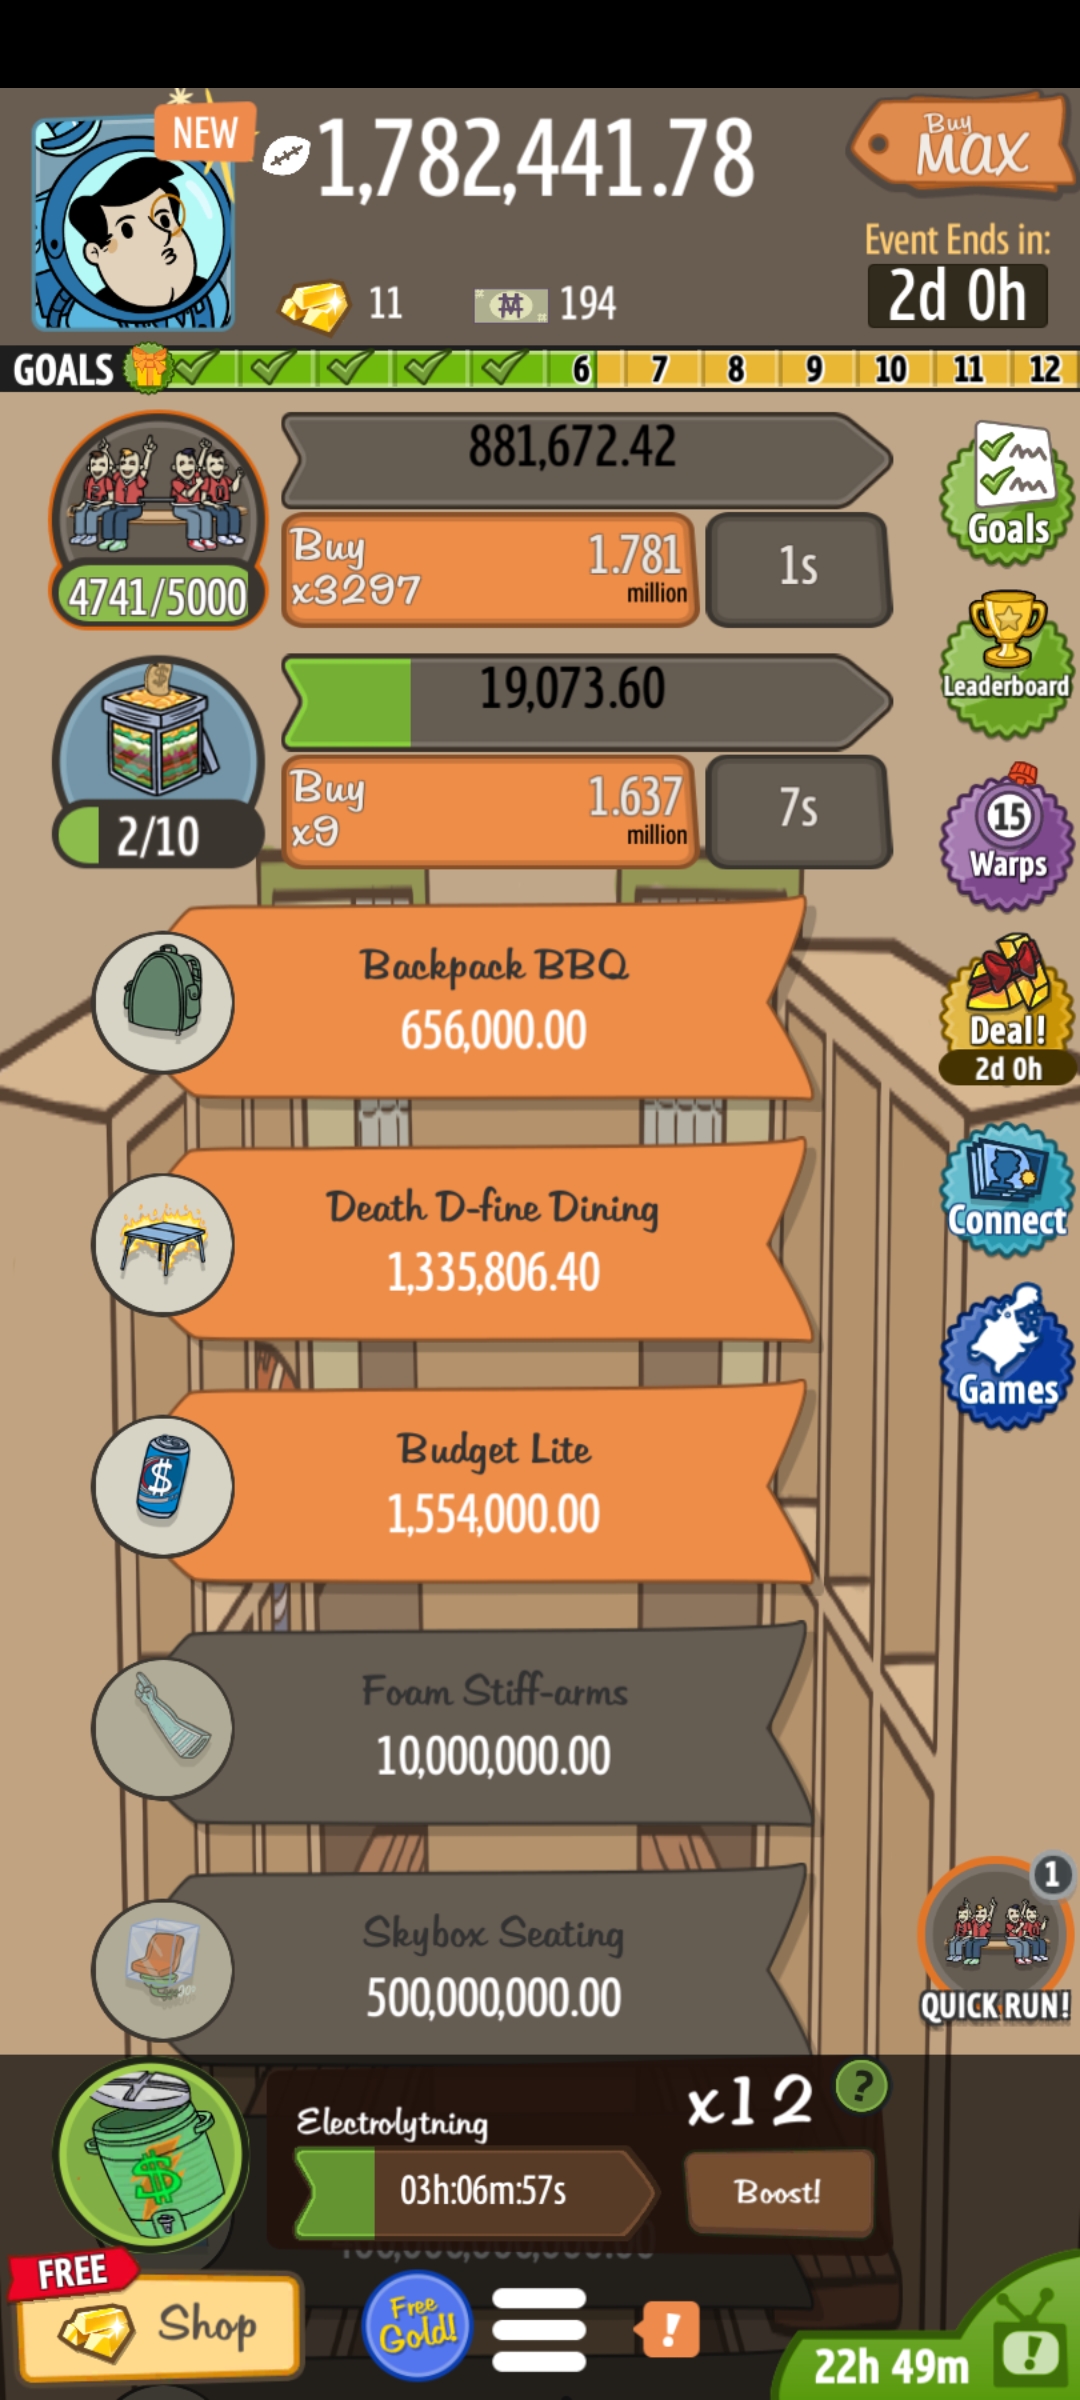 NEW
1,782,441.78
Buy
MAX
Event Ends in:
2d 0h
11
194
GOALS
6 7 8 9 10 11 12
881,672.42
Buy
x3297
1.781
million
1s
4741/5000
Goals
19,073.60
Leaderboard
Buy
x9
1.637
million
7s
2/10
15
Warps
Backpack BBQ
656,000.00
Deal!
2d 0h
Death D-fine Dining
1,335,806.40
Connect
Budget Lite
1,554,000.00
Games
Foam Stiff-arms
10,000,000.00
Skybox Seating
500,000,000.00
1
QUICK RUN!
Electrolytning
x12
?
03h:06m:57s
Boost!
FREE
Shop
Free
Gold!
!
22h 49m
!